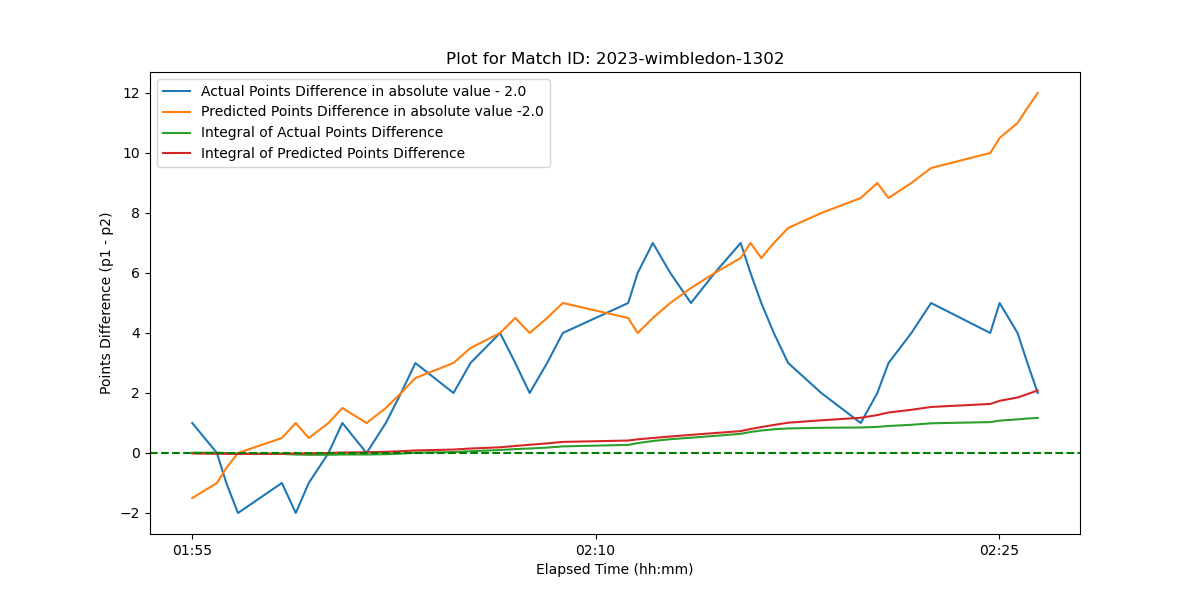 Plot for Match ID: 2023-wimbledon-1302
Actual Points Difference in absolute value - 2.0
Predicted Points Difference in absolute value -2.0
Integral of Actual Points Difference
Integral of Predicted Points Difference
Points Difference (p1 - p2)
12
10
8
6
4
2
0
−2
01:55
02:10
02:25
Elapsed Time (hh:mm)